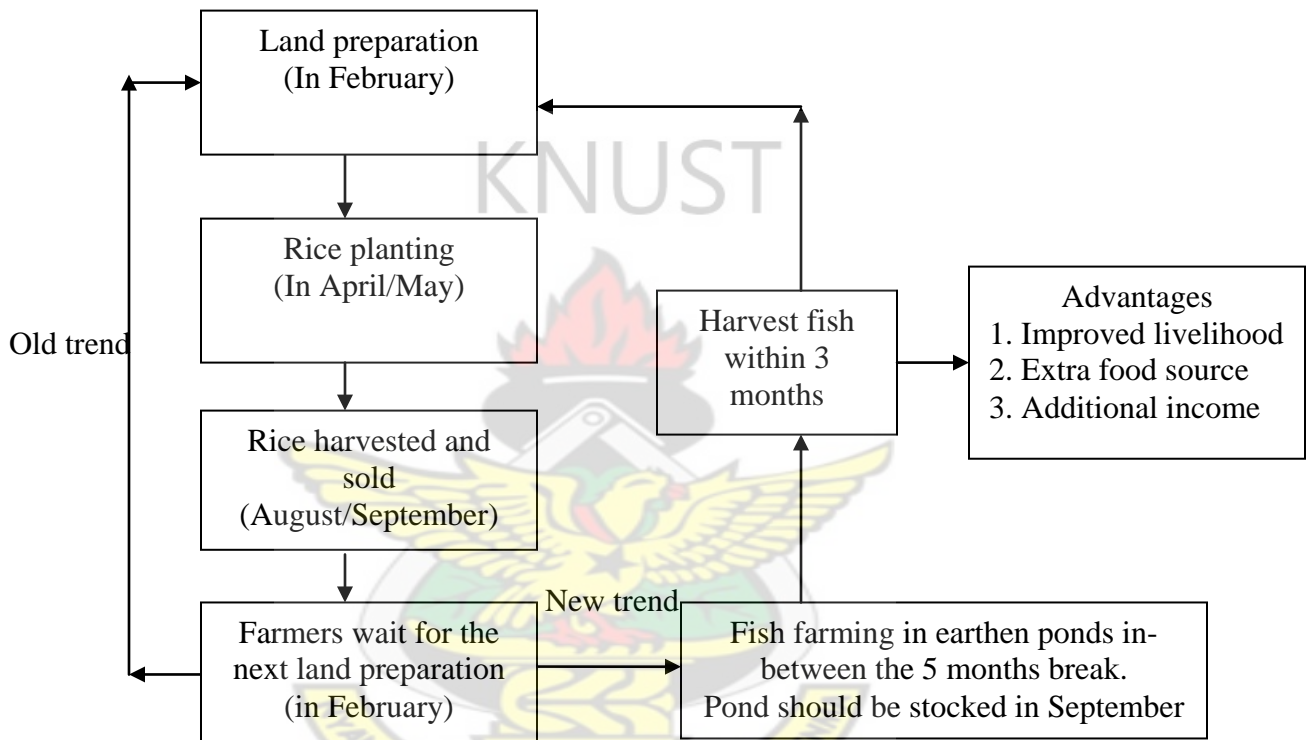 Land preparation
(In February)
KNUST
Rice planting
(In April/May)
Old trend
Harvest fish
within 3
months
Advantages
1. Improved livelihood
2. Extra food source
3. Additional income
Rice harvested and
sold
(August/September)
New trend
Farmers wait for the
next land preparation
(in February)
Fish farming in earthen ponds in-
between the 5 months break.
Pond should be stocked in September